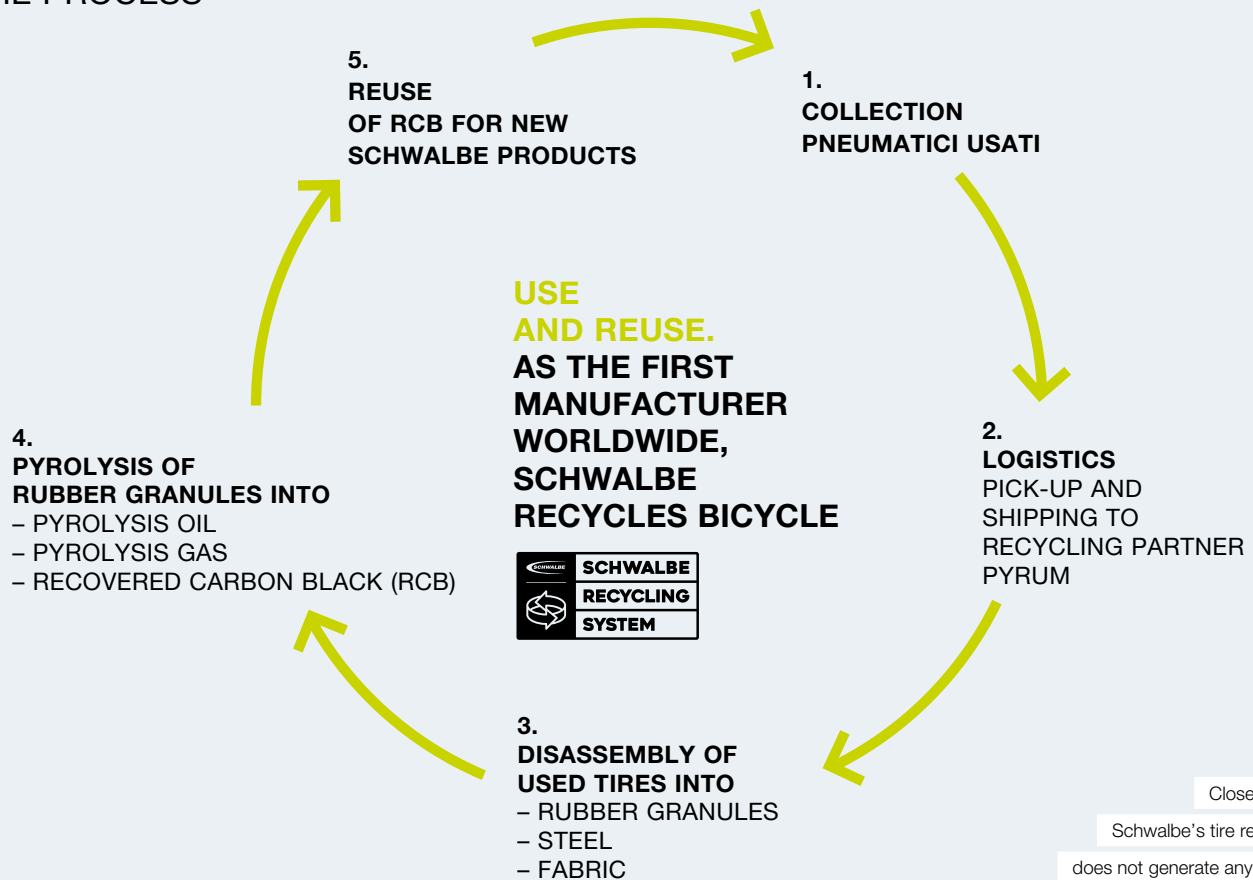 PROCESS
5.
REUSE
OF RCB FOR NEW
SCHWALBE PRODUCTS
1.
COLLECTION
PNEUMATICI USATI
USE
AND REUSE.
AS THE FIRST
MANUFACTURER
WORLDWIDE,
SCHWALBE
RECYCLES BICYCLE
SCHWALBE
SCHWALBE
RECYCLING
SYSTEM
2.
LOGISTICS
PICK-UP AND
SHIPPING TO
RECYCLING PARTNER
PYRUM
4.
PYROLYSIS OF
RUBBER GRANULES INTO
– PYROLYSIS OIL
– PYROLYSIS GAS
– RECOVERED CARBON BLACK (RCB)
3.
DISASSEMBLY OF
USED TIRES INTO
– RUBBER GRANULES
– STEEL
– FABRIC
Close
Schwalbe’s tire re
does not generate any